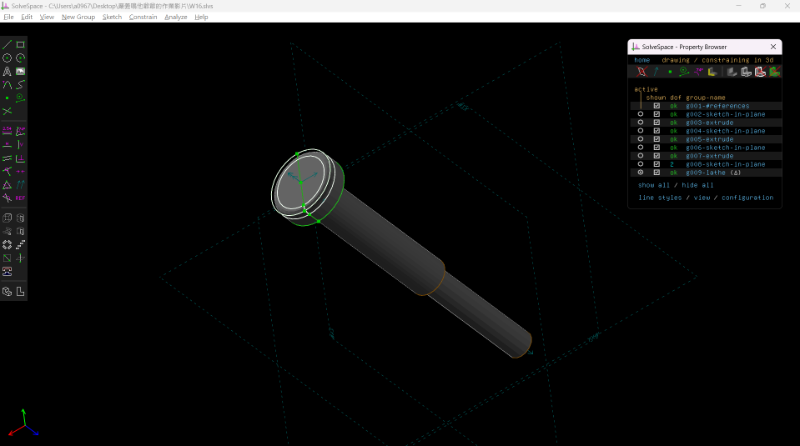 SolveSpace - C:\Users\a0967\Desktop\
W16.slvs
File Edit View New Group Sketch Constrain Analyze Help
SolveSpace - Property Browser
home drawing / constraining in 3d
active
shown dof group-name
ok g001-#references
ok g002-sketch-in-plane
ok g003-extrude
ok g004-sketch-in-plane
ok g005-extrude
ok g006-sketch-in-plane
ok g007-extrude
2 g008-sketch-in-plane
ok g009-lathe (Δ)
show all / hide all
line styles / view / configuration